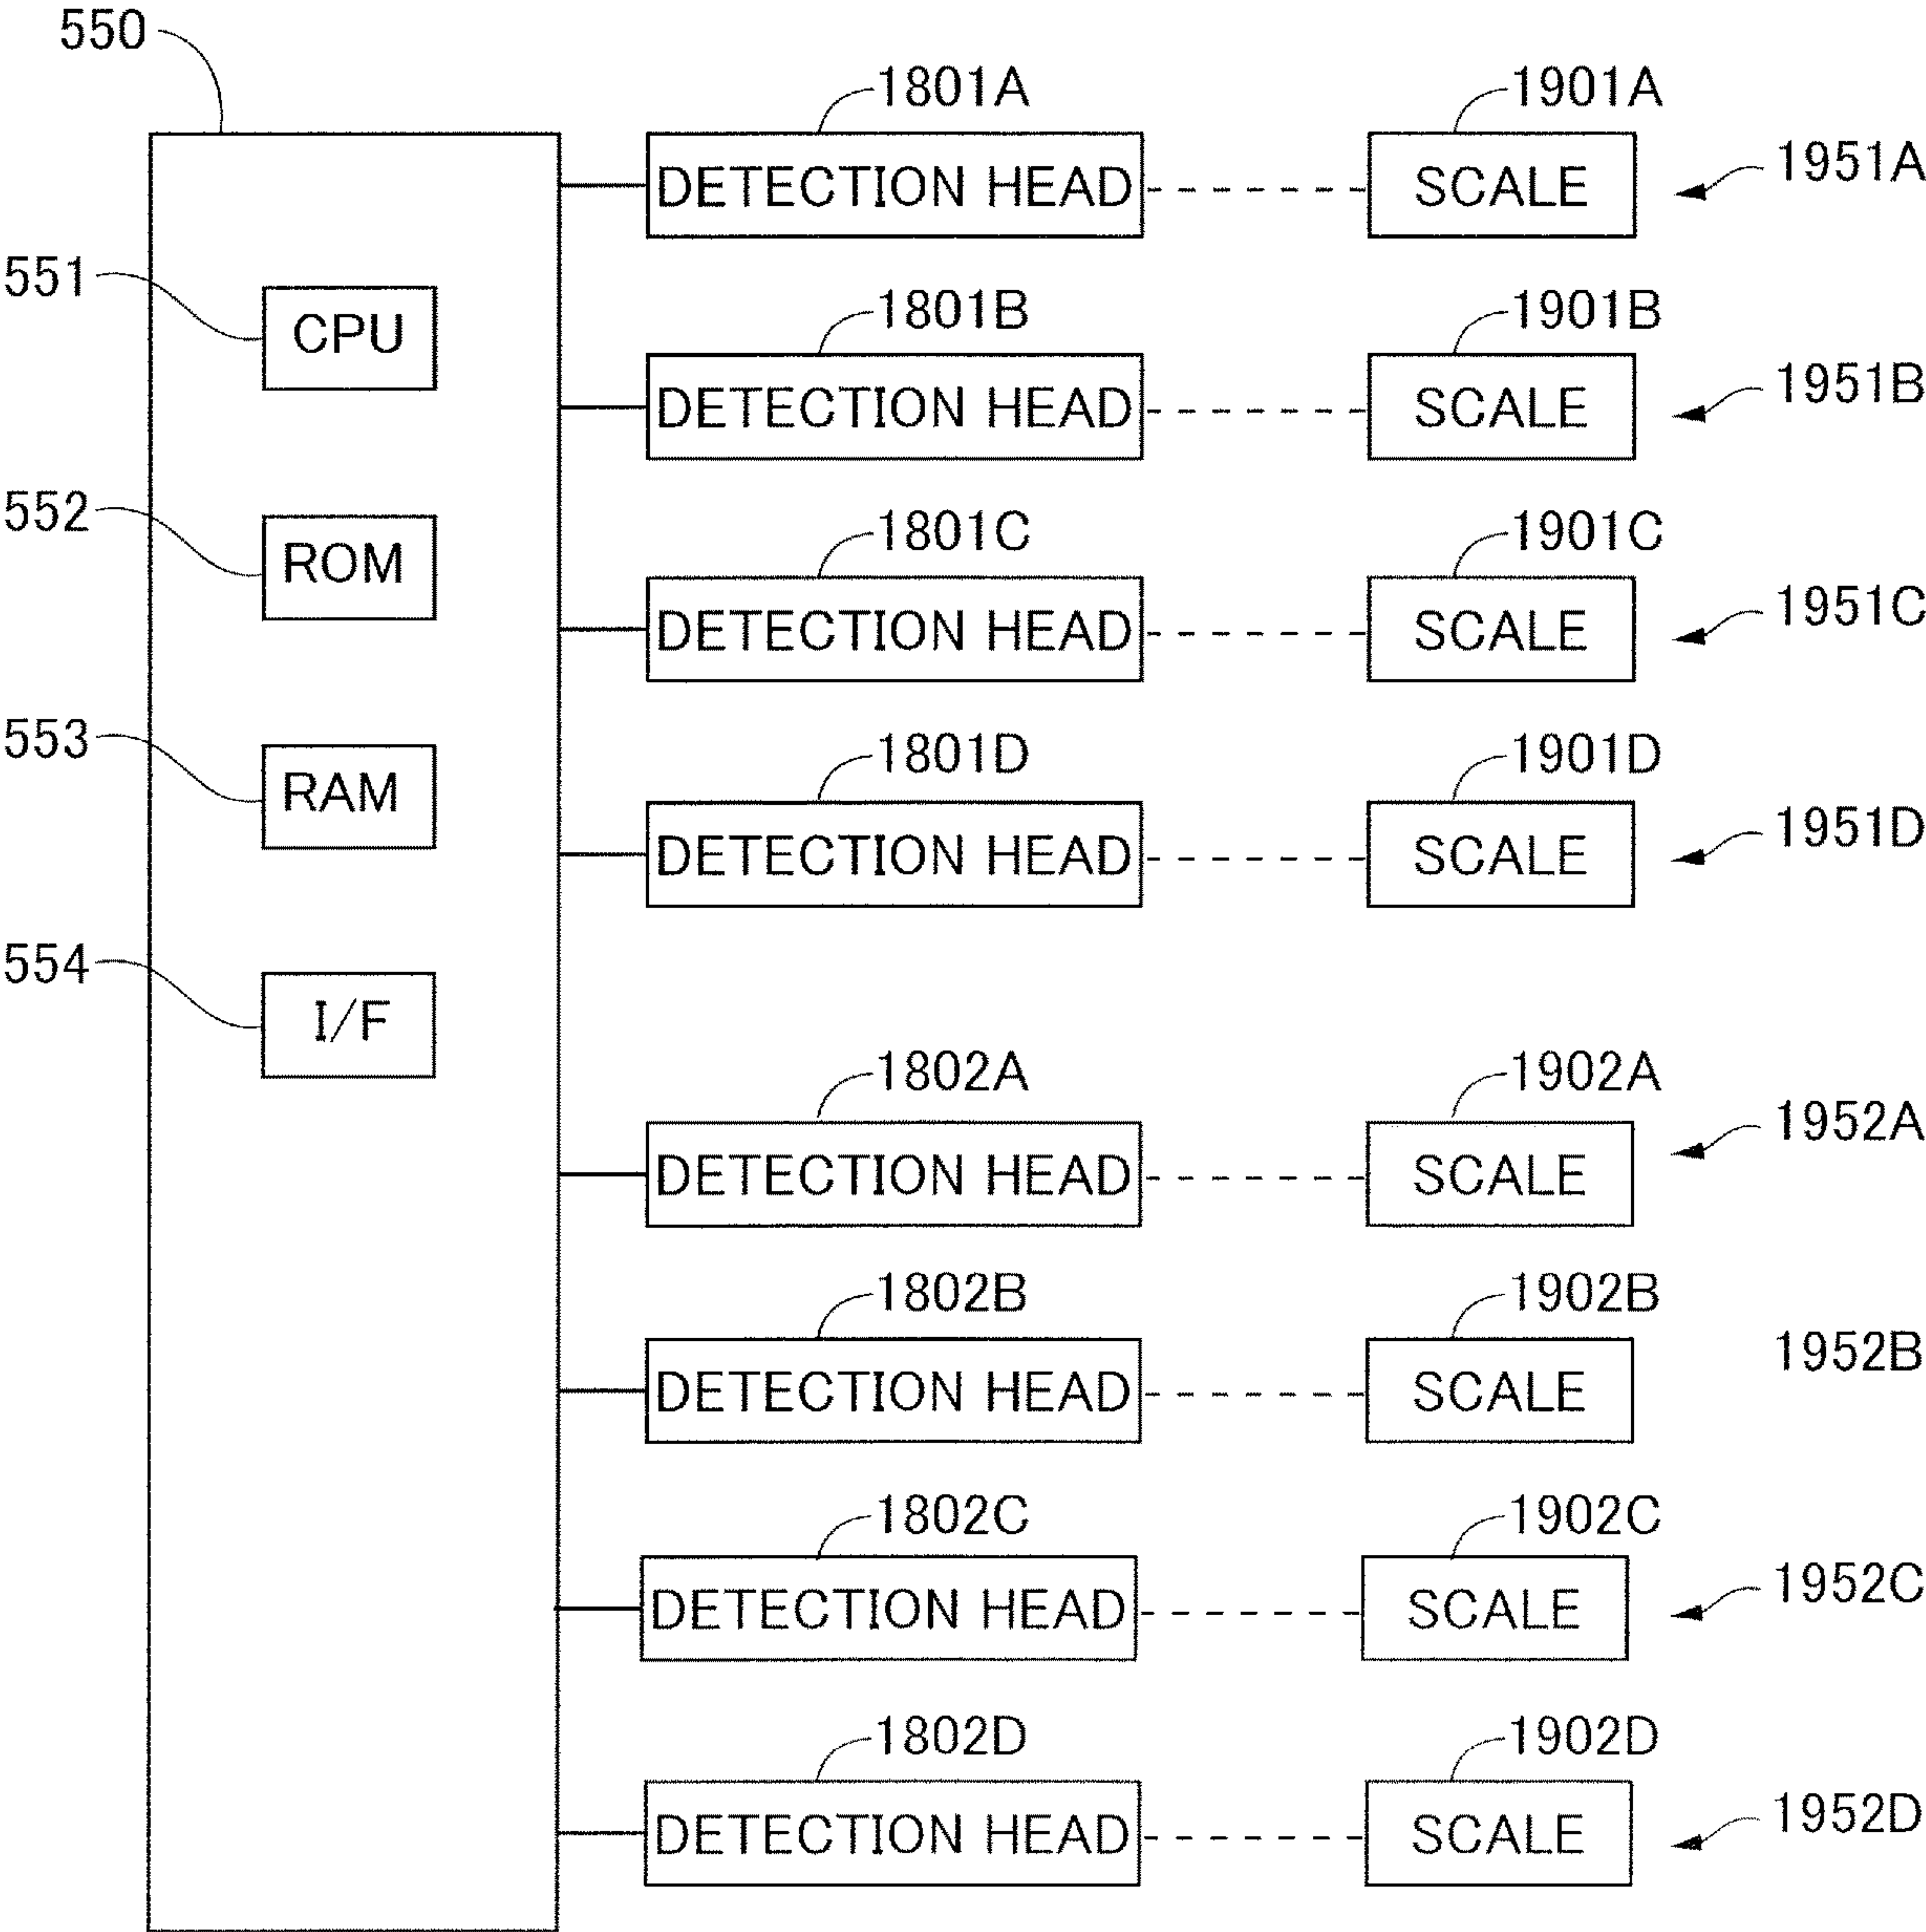 550
1801A
1901A
DETECTION HEAD
SCALE
1951A
551
CPU
1801B
1901B
DETECTION HEAD
SCALE
1951B
552
ROM
1801C
1901C
DETECTION HEAD
SCALE
1951C
553
RAM
1801D
1901D
DETECTION HEAD
SCALE
1951D
554
I/F
1802A
1902A
DETECTION HEAD
SCALE
1952A
1802B
1902B
DETECTION HEAD
SCALE
1952B
1802C
1902C
DETECTION HEAD
SCALE
1952C
1802D
1902D
DETECTION HEAD
SCALE
1952D